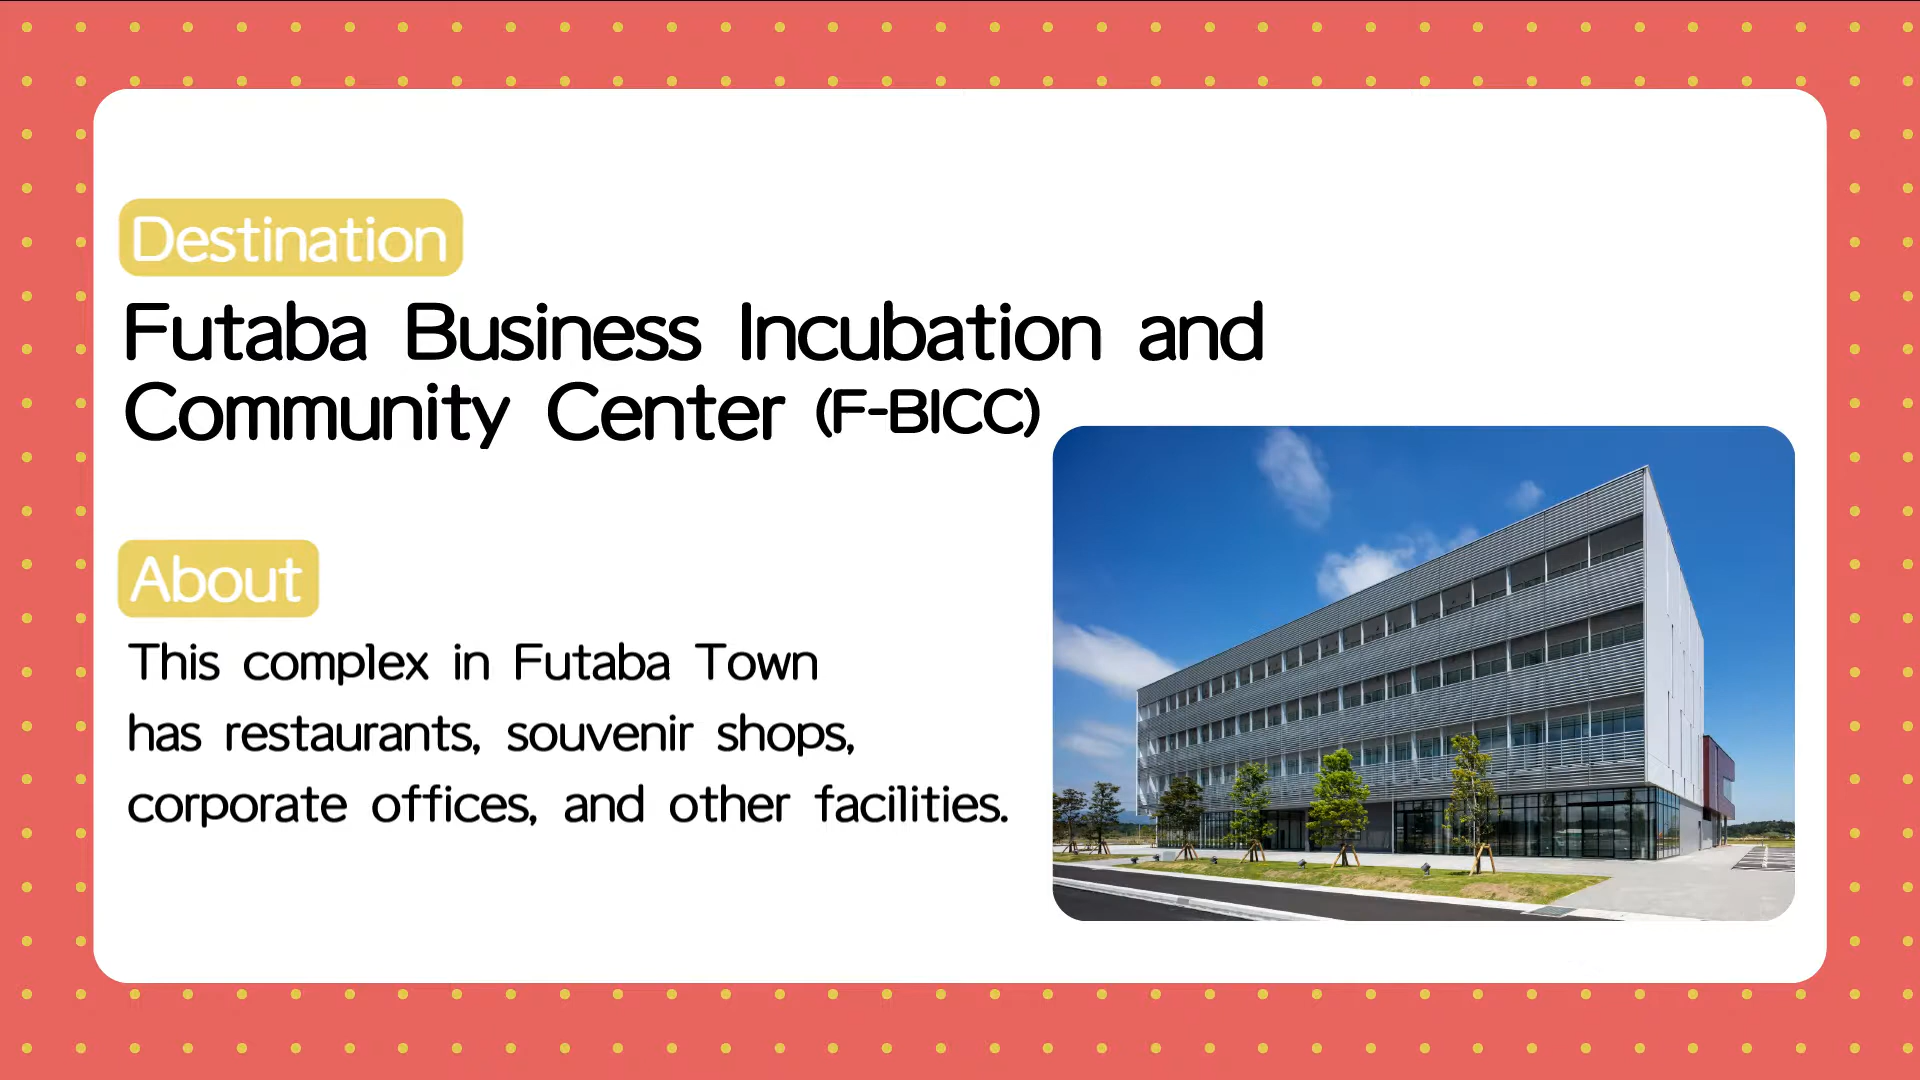 Destination
Futaba Business Incubation and
Community Center (F-BICC)
About
This complex in Futaba Town
has restaurants, souvenir shops,
corporate offices, and other facilities.